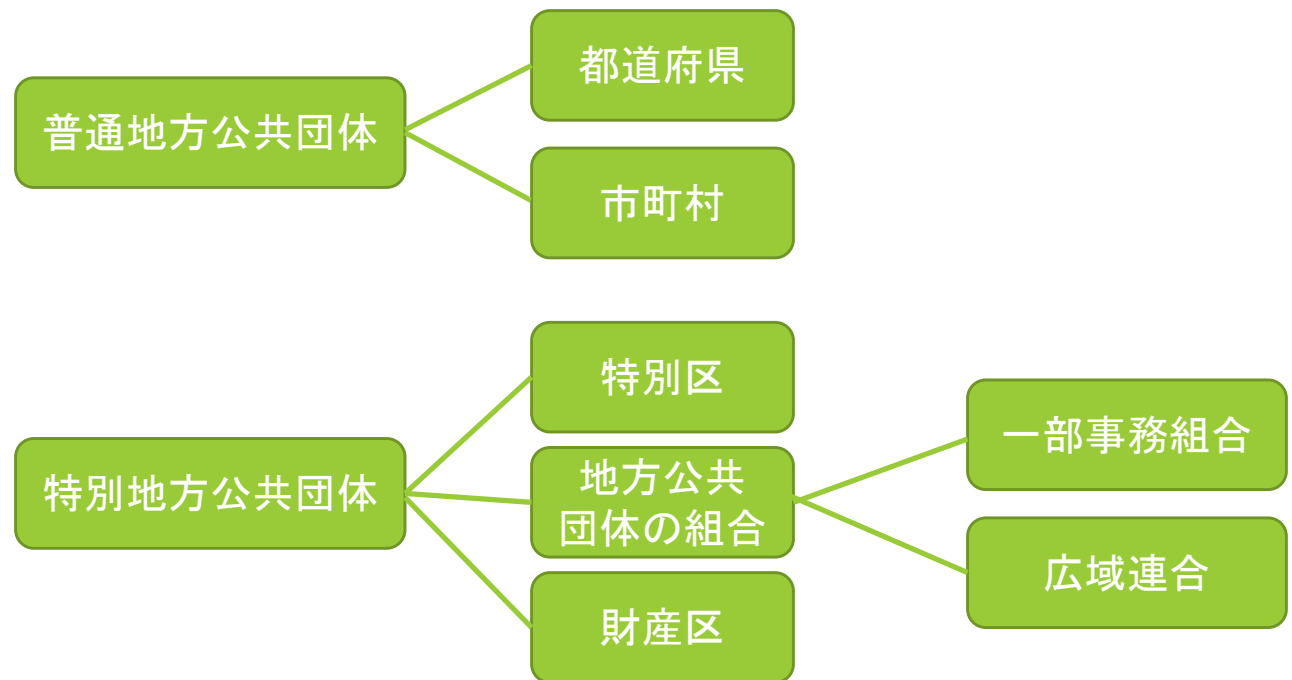 都道府県
普通地方公共団体
市町村
特別区
一部事務組合
特別地方公共団体
地方公共
団体の組合
広域連合
財産区